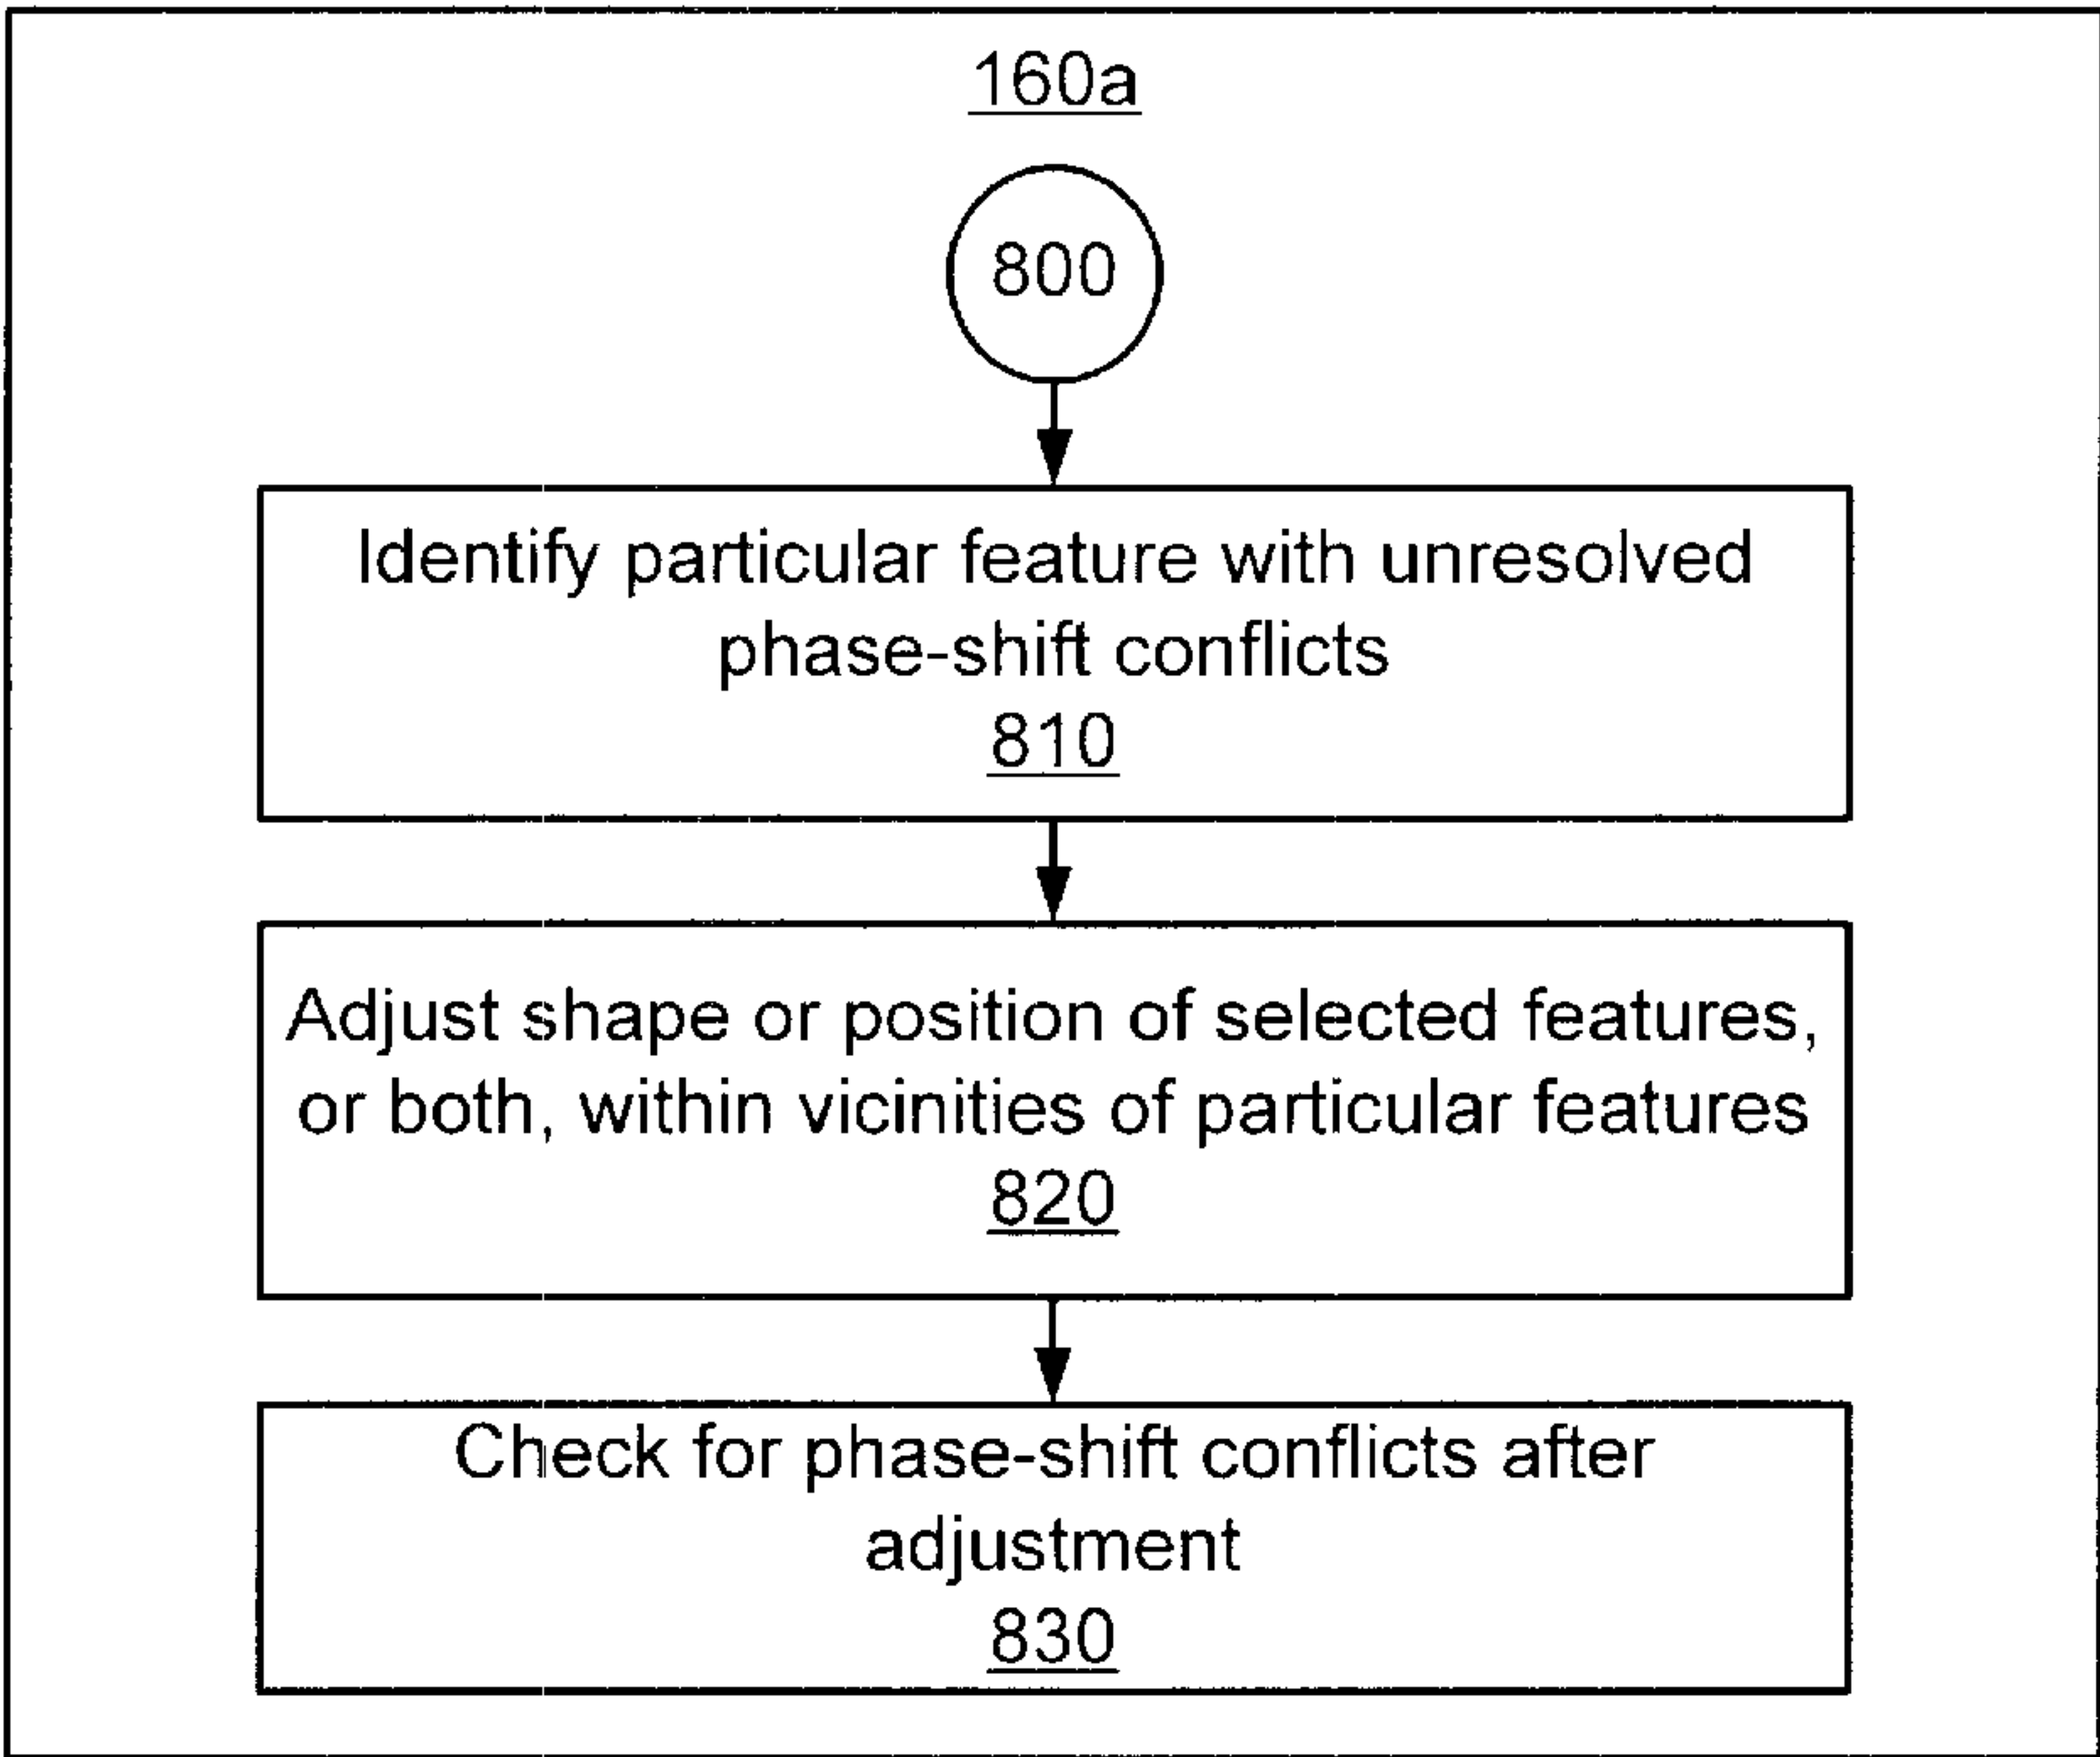 160a
800
Identify particular feature with unresolved
phase-shift conflicts
810
Adjust shape or position of selected features,
or both, within vicinities of particular features
820
Check for phase-shift conflicts after
adjustment
830